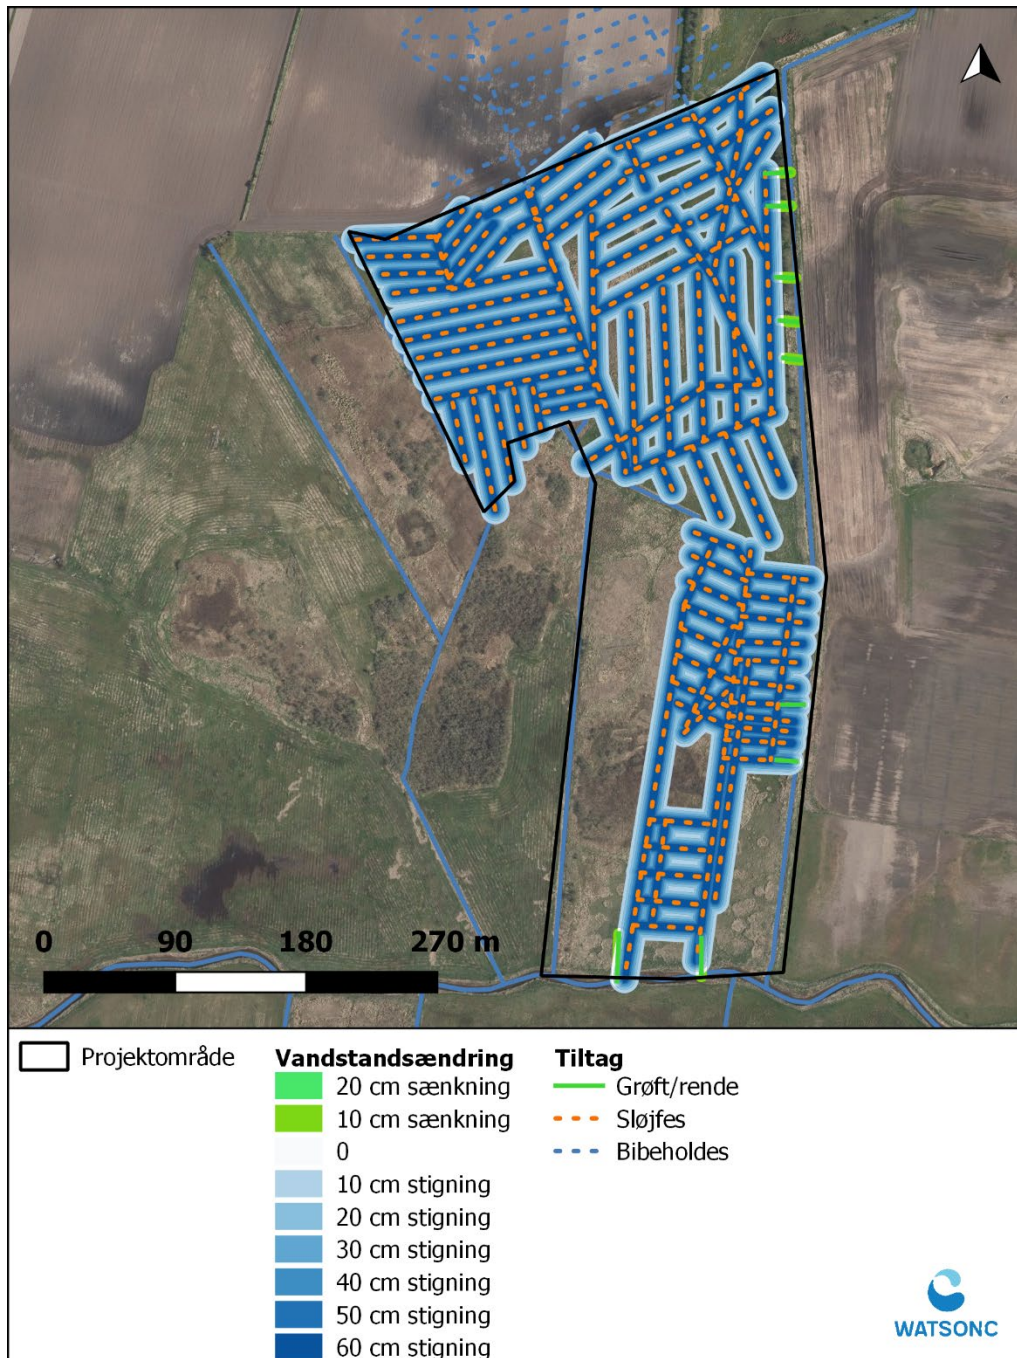 0 90 180 270 m
Projektområde
Vandstandsændring
20 cm sænkning
10 cm sænkning
0
10 cm stigning
20 cm stigning
30 cm stigning
40 cm stigning
50 cm stigning
60 cm stigning
Tiltag
Grøft/rende
Sløjfes
Bibeholdes
WATSONC